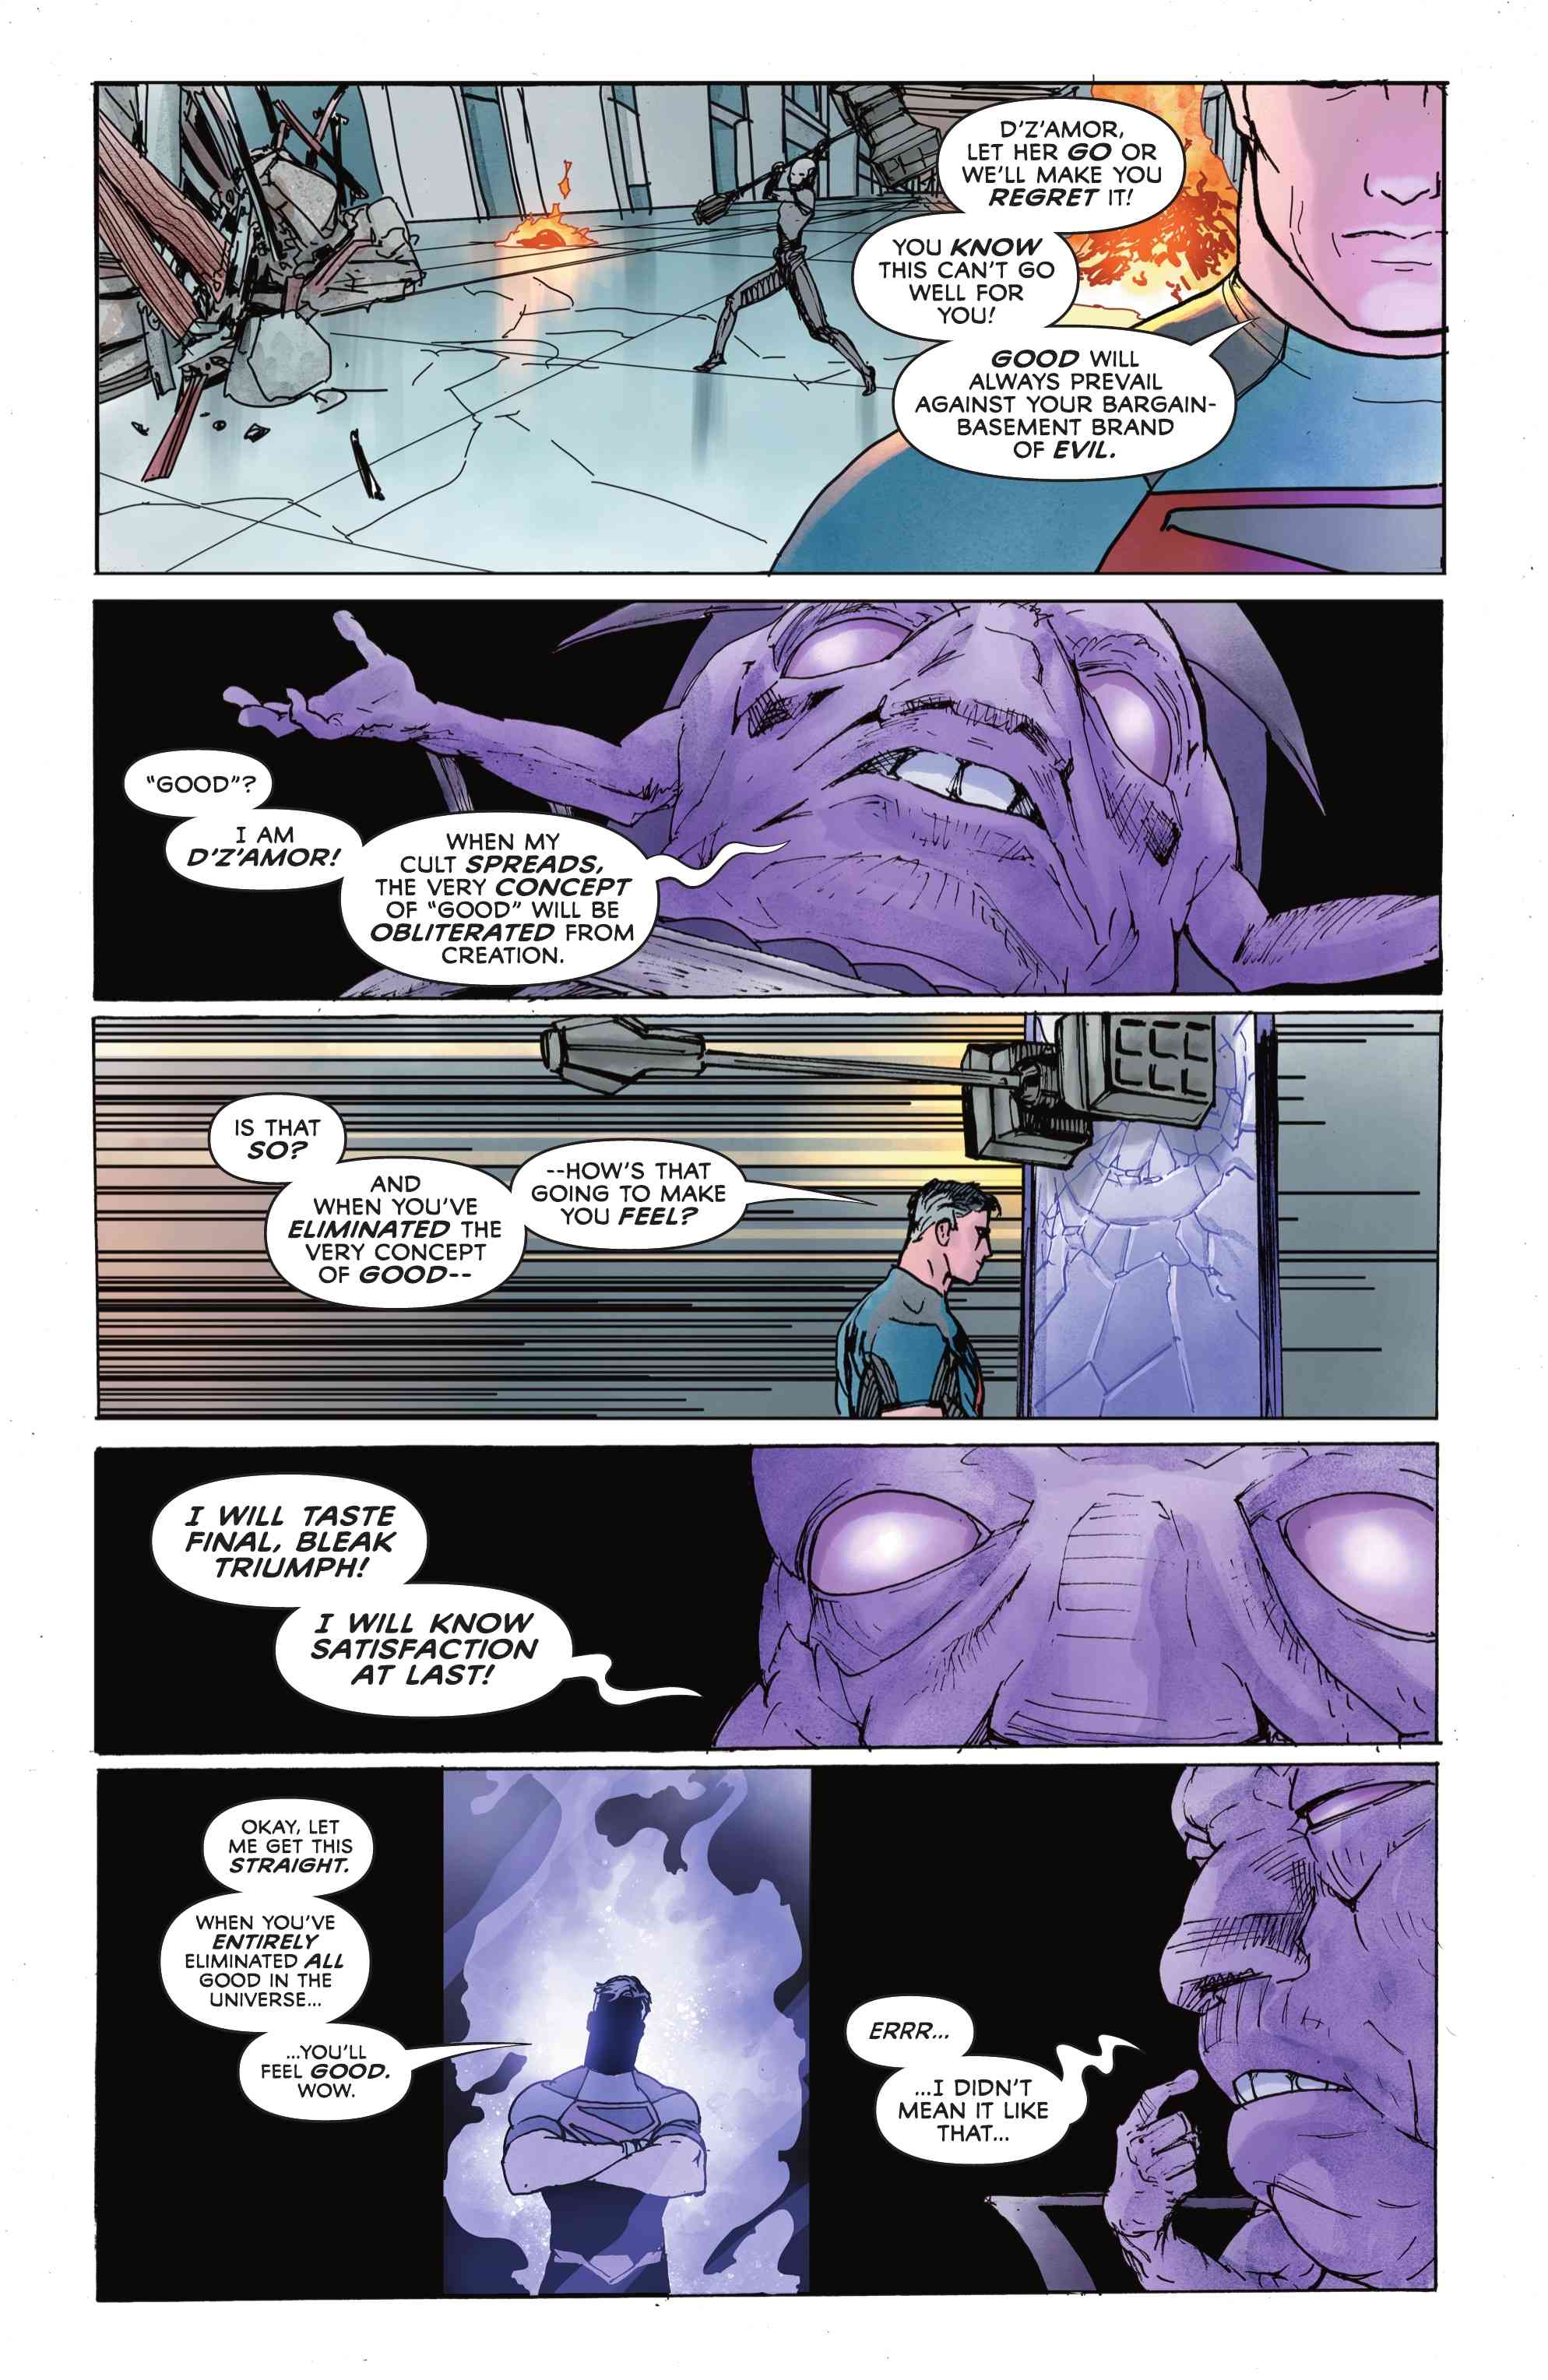 D'Z'AMOR,
LET HER GO OR
WE'LL MAKE YOU
REGRET IT!
YOU KNOW
THIS CAN'T GO
WELL FOR
YOU!
GOOD WILL
ALWAYS PREVAIL
AGAINST YOUR BARGAIN-
BASEMENT BRAND
OF EVIL.
"GOOD"?
I AM
D'Z'AMOR!
WHEN MY
CULT SPREADS,
THE VERY CONCEPT
OF "GOOD" WILL BE
OBLITERATED FROM
CREATION.
IS THAT
SO?
AND
WHEN YOU'VE
ELIMINATED THE
VERY CONCEPT
OF GOOD--
--HOW'S THAT
GOING TO MAKE
YOU FEEL?
I WILL TASTE
FINAL, BLEAK
TRIUMPH!
I WILL KNOW
SATISFACTION
AT LAST!
OKAY, LET
ME GET THIS
STRAIGHT.
WHEN YOU'VE
ENTIRELY
ELIMINATED ALL
GOOD IN THE
UNIVERSE...
...YOU'LL
FEEL GOOD.
WOW.
ERRR...
...I DIDN'T
MEAN IT LIKE
THAT...